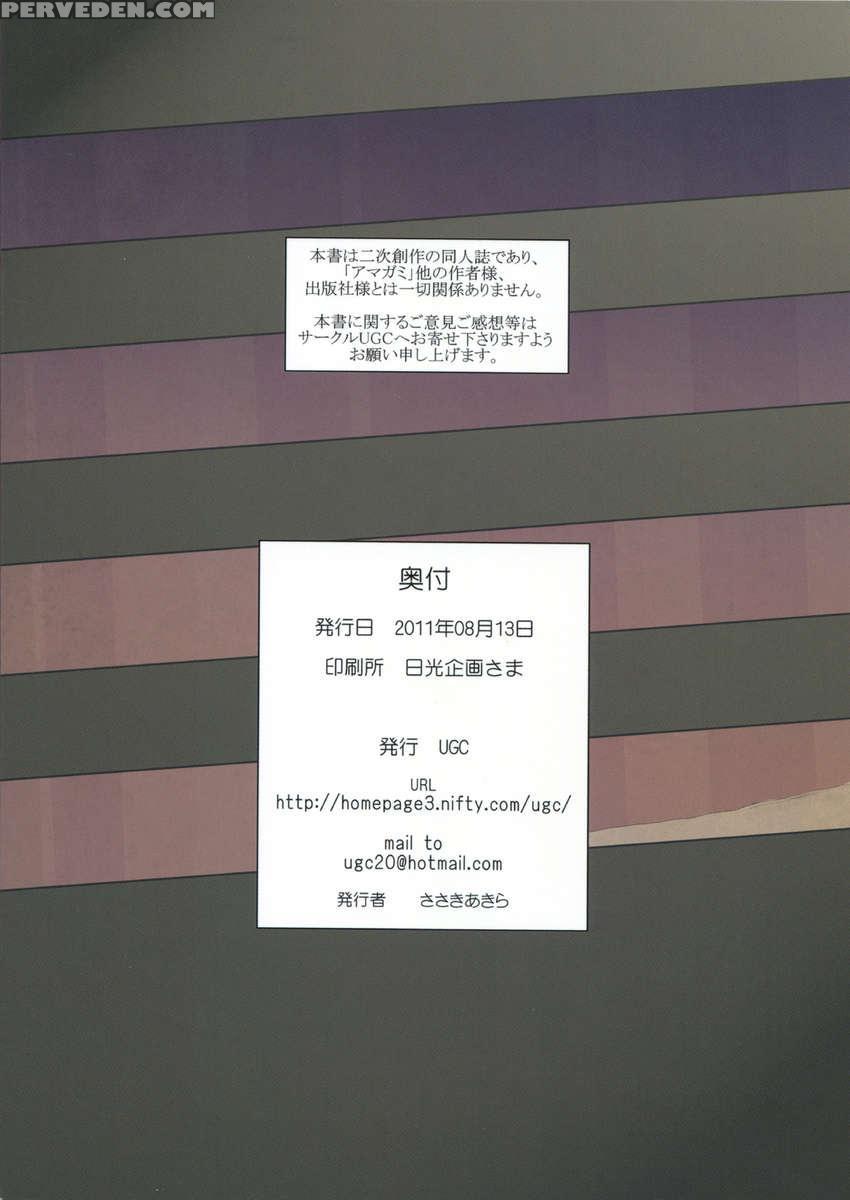 PERVEDEN.COM
本書は二次創作の同人誌であり、
「アマガミ」他の作者様、
出版社様とは一切関係ありません。
本書に関するご意見ご感想等は
サークルUGCへお寄せ下さりますよう
お願い申し上げます。
奥付
発行日 2011年08月13日
印刷所 日光企画さま
発行 UGC
URL
http://homepage3.nifty.com/ugc/
mail to
ugc20@hotmail.com
発行者 ささきあきら